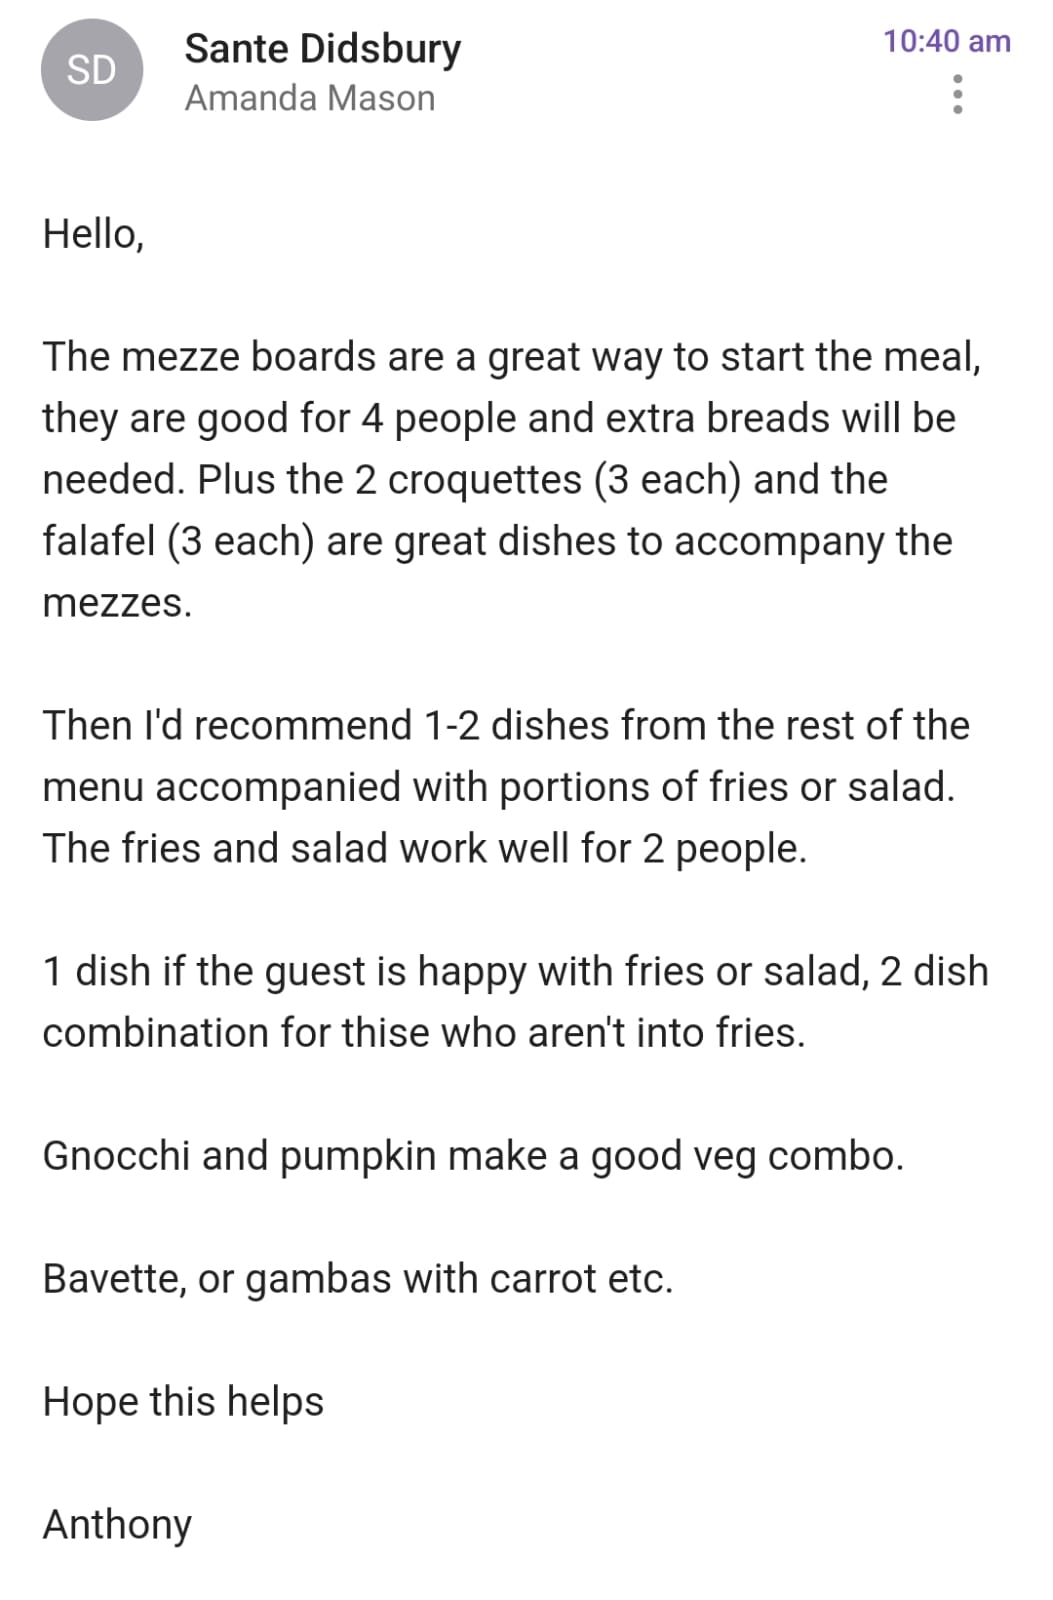 SD
Sante Didsbury
Amanda Mason
10:40 am
Hello,
The mezze boards are a great way to start the meal,
they are good for 4 people and extra breads will be
needed. Plus the 2 croquettes (3 each) and the
falafel (3 each) are great dishes to accompany the
mezzes.
Then I'd recommend 1-2 dishes from the rest of the
menu accompanied with portions of fries or salad.
The fries and salad work well for 2 people.
1 dish if the guest is happy with fries or salad, 2 dish
combination for thise who aren't into fries.
Gnocchi and pumpkin make a good veg combo.
Bavette, or gambas with carrot etc.
Hope this helps
Anthony